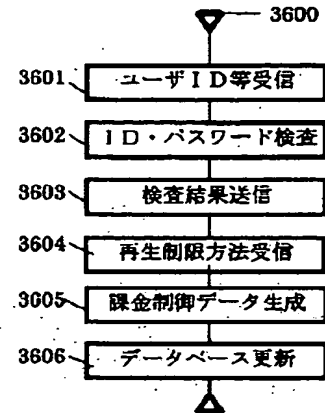 3600
3601 ユーザID等受信
3602 ID・パスワード検査
3603 検査結果送信
3604 再生制限方法受信
3605 課金制御データ生成
3606 データベース更新